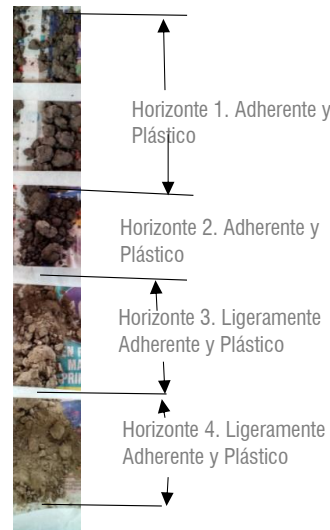 Horizonte 1. Adherente y
Plástico
Horizonte 2. Adherente y
Plástico
Horizonte 3. Ligeramente
Adherente y Plástico
Horizonte 4. Ligeramente
Adherente y Plástico